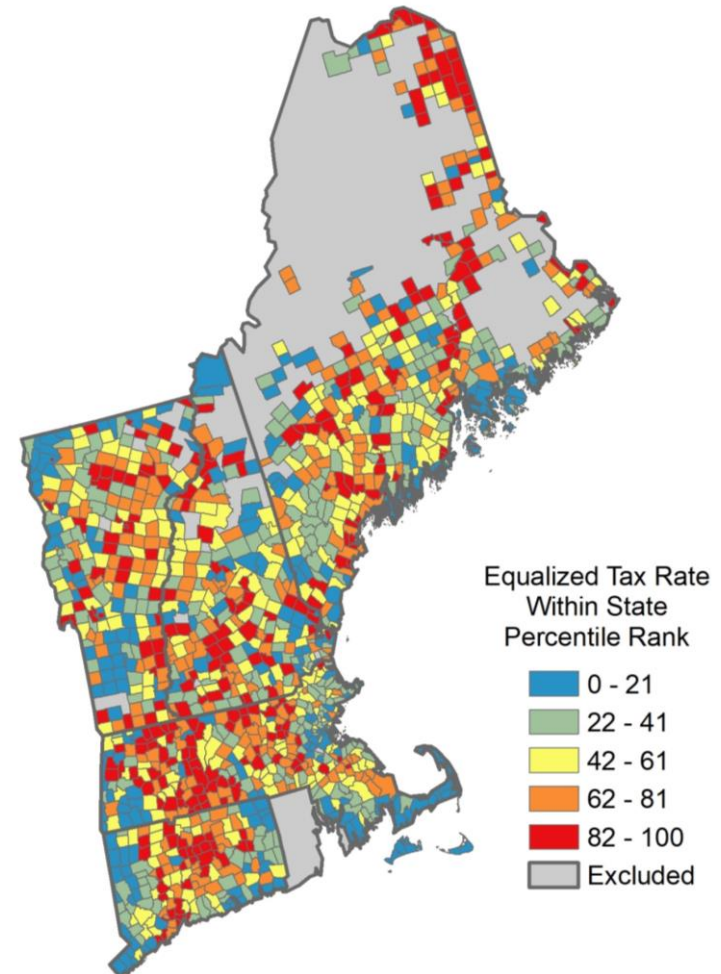 Equalized Tax Rate
Within State
Percentile Rank
0 - 21
22 - 41
42 - 61
62 - 81
82 - 100
Excluded